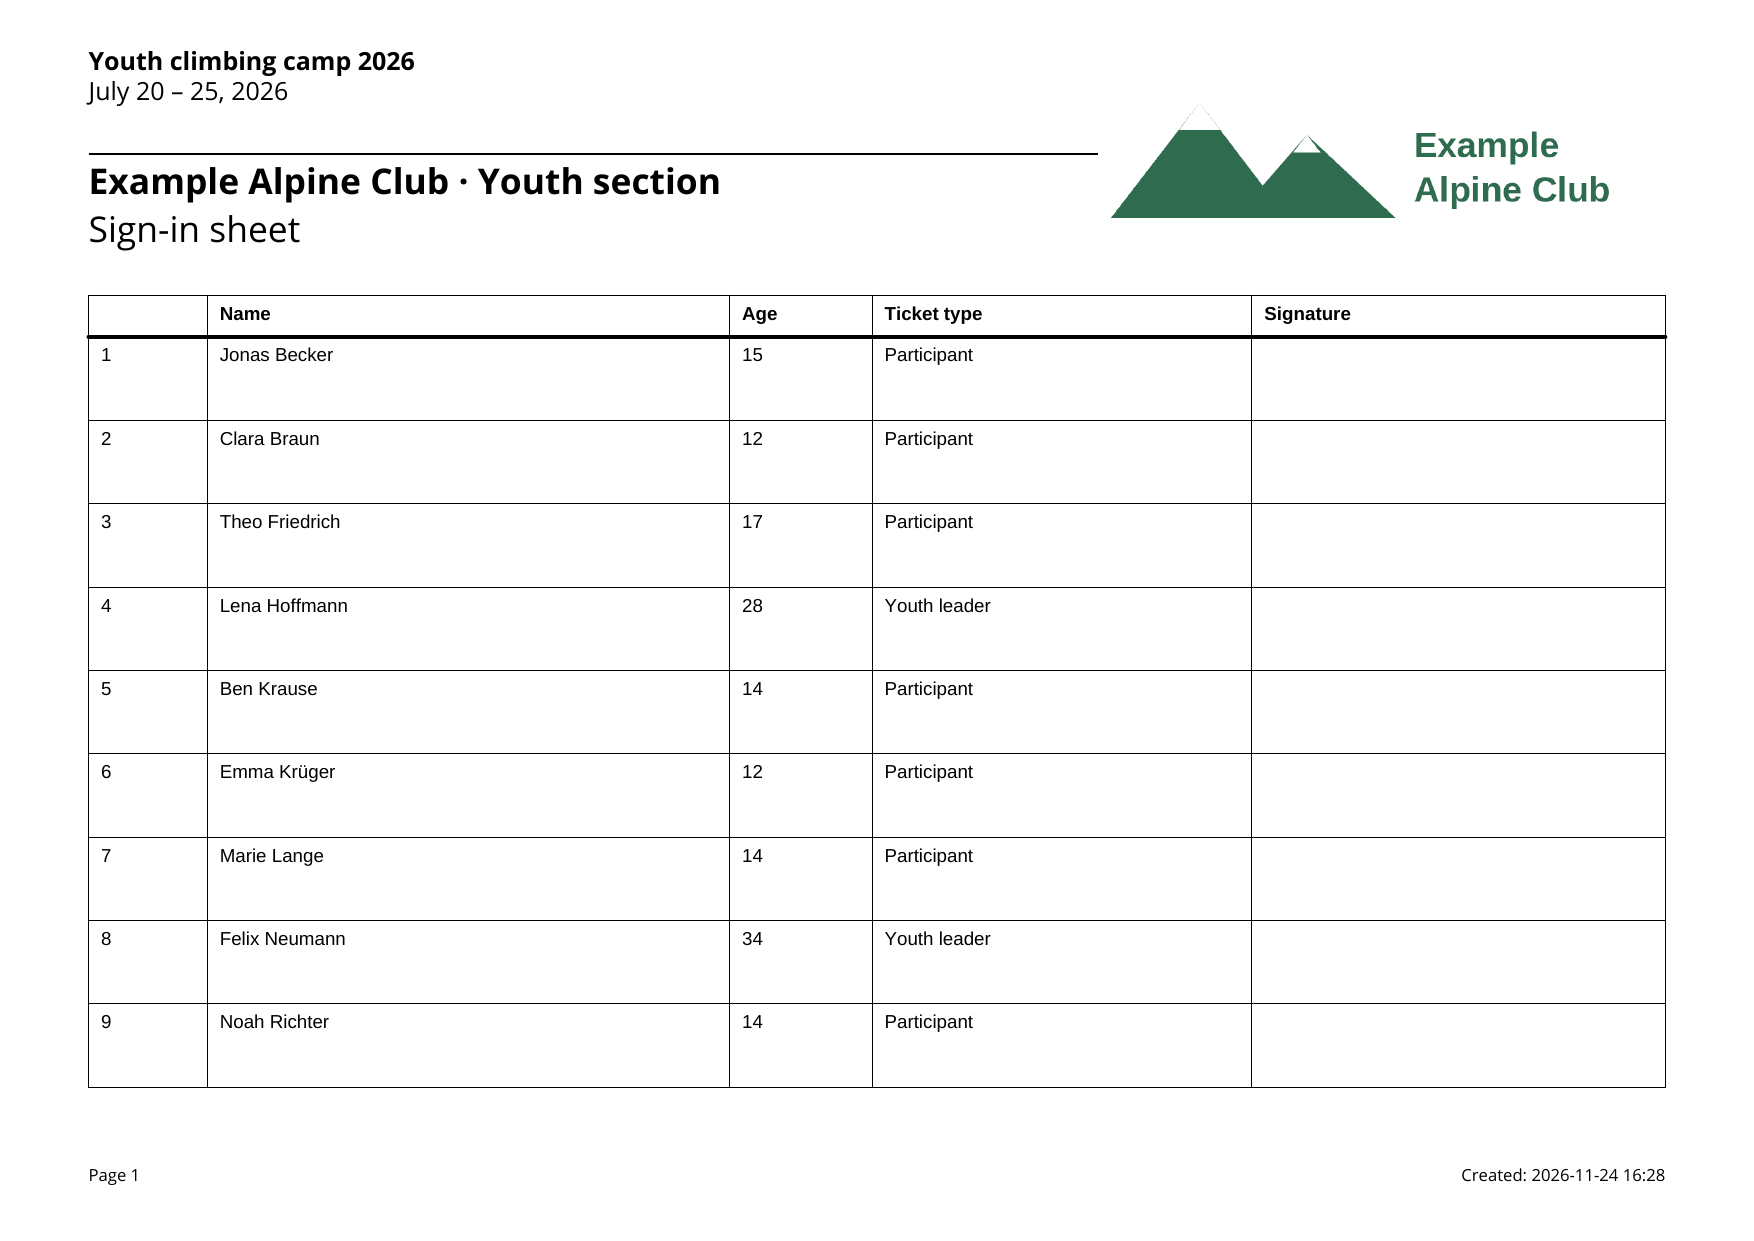 Youth climbing camp 2026
July 20 – 25, 2026
Example Alpine Club · Youth section
Sign-in sheet
Example
Alpine Club
Name Age Ticket type Signature
1 Jonas Becker 15 Participant
2 Clara Braun 12 Participant
3 Theo Friedrich 17 Participant
4 Lena Hoffmann 28 Youth leader
5 Ben Krause 14 Participant
6 Emma Krüger 12 Participant
7 Marie Lange 14 Participant
8 Felix Neumann 34 Youth leader
9 Noah Richter 14 Participant
Page 1 Created: 2026-11-24 16:28